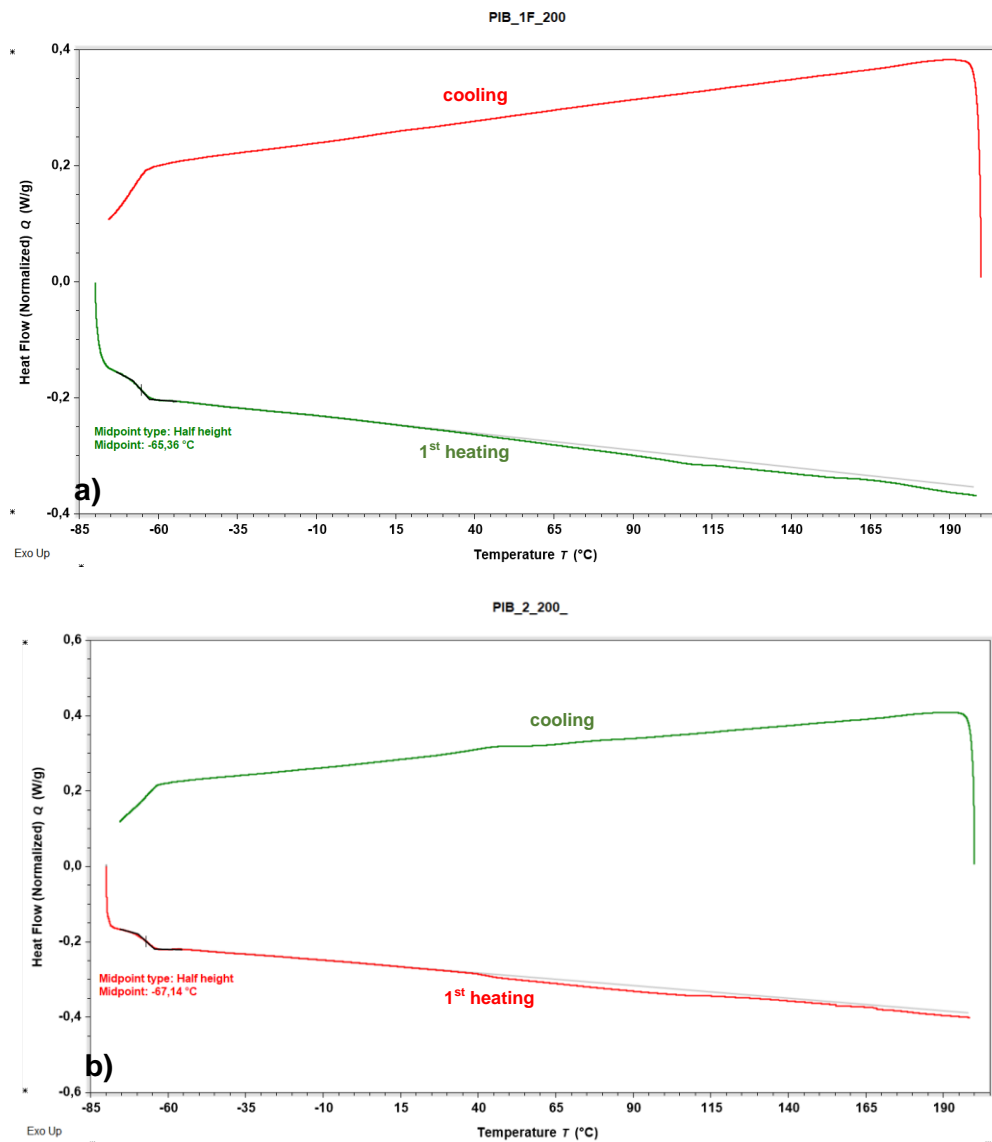 PIB_1F_200
*
0,4
cooling
0,2
Heat Flow (Normalized) Q (W/g)
0,0
-0,2
Midpoint type: Half height
Midpoint: -65,36 °C
1st heating
a)
*
-0,4
-85 -60 -35 -10 15 40 65 90 115 140 165 190
Exo Up
Temperature T (°C)
*
PIB_2_200_
*
0,6
0,4
cooling
0,2
Heat Flow (Normalized) Q (W/g)
0,0
-0,2
Midpoint type: Half height
Midpoint: -67,14 °C
1st heating
-0,4
b)
*
-0,6
-85 -60 -35 -10 15 40 65 90 115 140 165 190
Exo Up
Temperature T (°C)